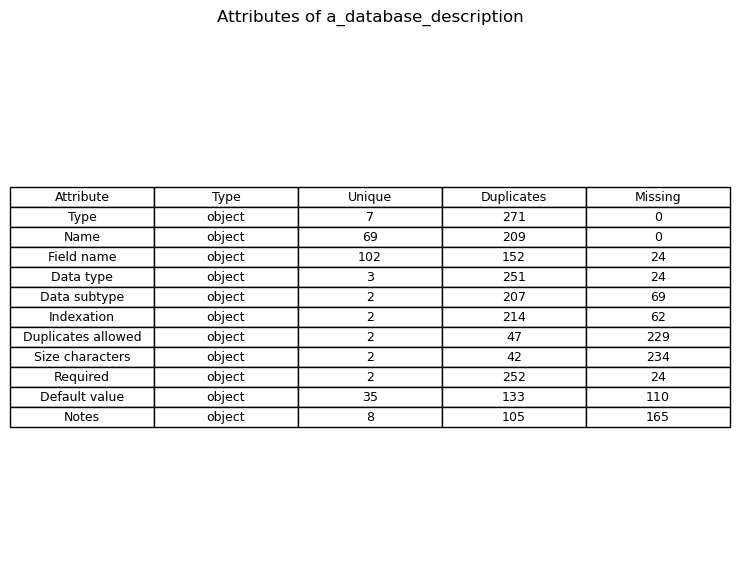 Attributes of a_database_description
Attribute Type Unique Duplicates Missing
Type object 7 271 0
Name object 69 209 0
Field name object 102 152 24
Data type object 3 251 24
Data subtype object 2 207 69
Indexation object 2 214 62
Duplicates allowed object 2 47 229
Size characters object 2 42 234
Required object 2 252 24
Default value object 35 133 110
Notes object 8 105 165